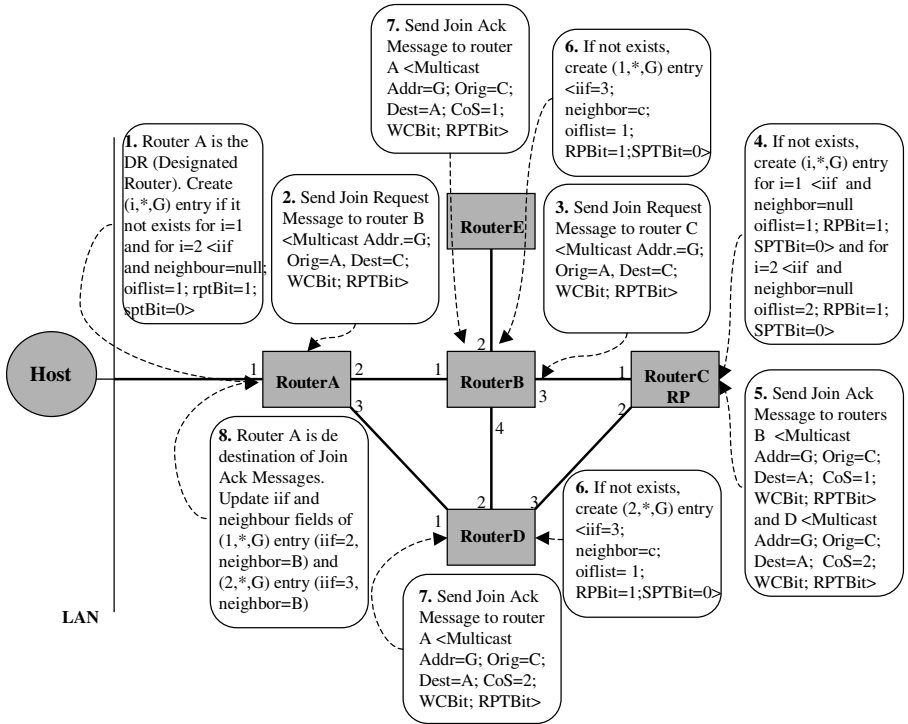 7. Send Join Ack
Message to router
A <Multicast
Addr=G; Orig=C;
Dest=A; CoS=1;
WCBit; RPTBit>
6. If not exists,
create (1,*,G) entry
<iif=3;
neighbor=c;
oiflist= 1;
RPBit=1;SPTBit=0>
1. Router A is the
DR (Designated
Router). Create
(i,*,G) entry if it
not exists for i=1
and for i=2 <iif
and neighbour=null;
oiflist=1; rptBit=1;
sptBit=0>
2. Send Join Request
Message to router B
<Multicast Addr.=G;
Orig=A, Dest=C;
WCBit; RPTBit>
RouterE
3. Send Join Request
Message to router C
<Multicast Addr.=G;
Orig=A, Dest=C;
WCBit; RPTBit>
4. If not exists,
create (i,*,G) entry
for i=1 <iif and
neighbor=null
oiflist=1; RPBit=1;
SPTBit=0> and for
i=2 <iif and
neighbor=null
oiflist=2; RPBit=1;
SPTBit=0>
Host
1
RouterA
2
3
1
2
RouterB
3
4
1
2
RouterC
RP
5. Send Join Ack
Message to routers
B <Multicast
Addr=G; Orig=C;
Dest=A; CoS=1;
WCBit; RPTBit>
and D <Multicast
Addr=G; Orig=C;
Dest=A; CoS=2;
WCBit; RPTBit>
8. Router A is de
destination of Join
Ack Messages.
Update iif and
neighbour fields of
(1,*,G) entry (iif=2,
neighbor=B) and
(2,*,G) entry (iif=3,
neighbor=B)
1
2
3
RouterD
6. If not exists,
create (2,*,G) entry
<iif=3;
neighbor=c;
oiflist= 1;
RPBit=1;SPTBit=0>
7. Send Join Ack
Message to router
A <Multicast
Addr=G; Orig=C;
Dest=A; CoS=2;
WCBit; RPTBit>
LAN